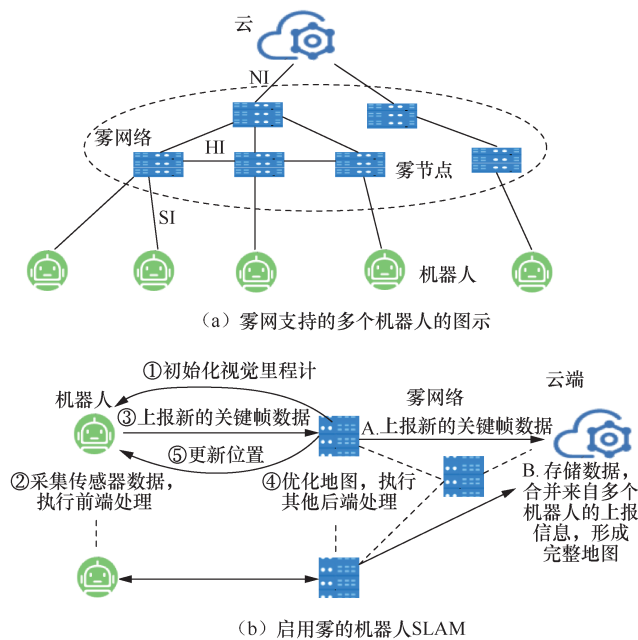 云
NI
雾网络
HI
雾节点
SI
机器人
（a）雾网支持的多个机器人的图示
①初始化视觉里程计
云端
机器人
雾网络
③上报新的关键帧数据
A.上报新的关键帧数据
⑤更新位置
②采集传感器数据，
执行前端处理
④优化地图，执行
其他后端处理
B. 存储数据，
合并来自多个
机器人的上报
信息，形成
完整地图
（b）启用雾的机器人SLAM